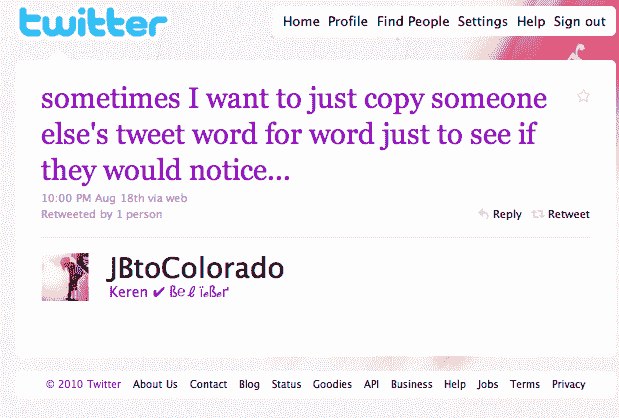 twitter
Home Profile Find People Settings Help Sign out
sometimes I want to just copy someone
else's tweet word for word just to see if
they would notice...
10:00 PM Aug 18th via web
Retweeted by 1 person
Reply Retweet
JBtoColorado
Keren ✔ ßҽℓїℯßℯґ
© 2010 Twitter About Us Contact Blog Status Goodies API Business Help Jobs Terms Privacy